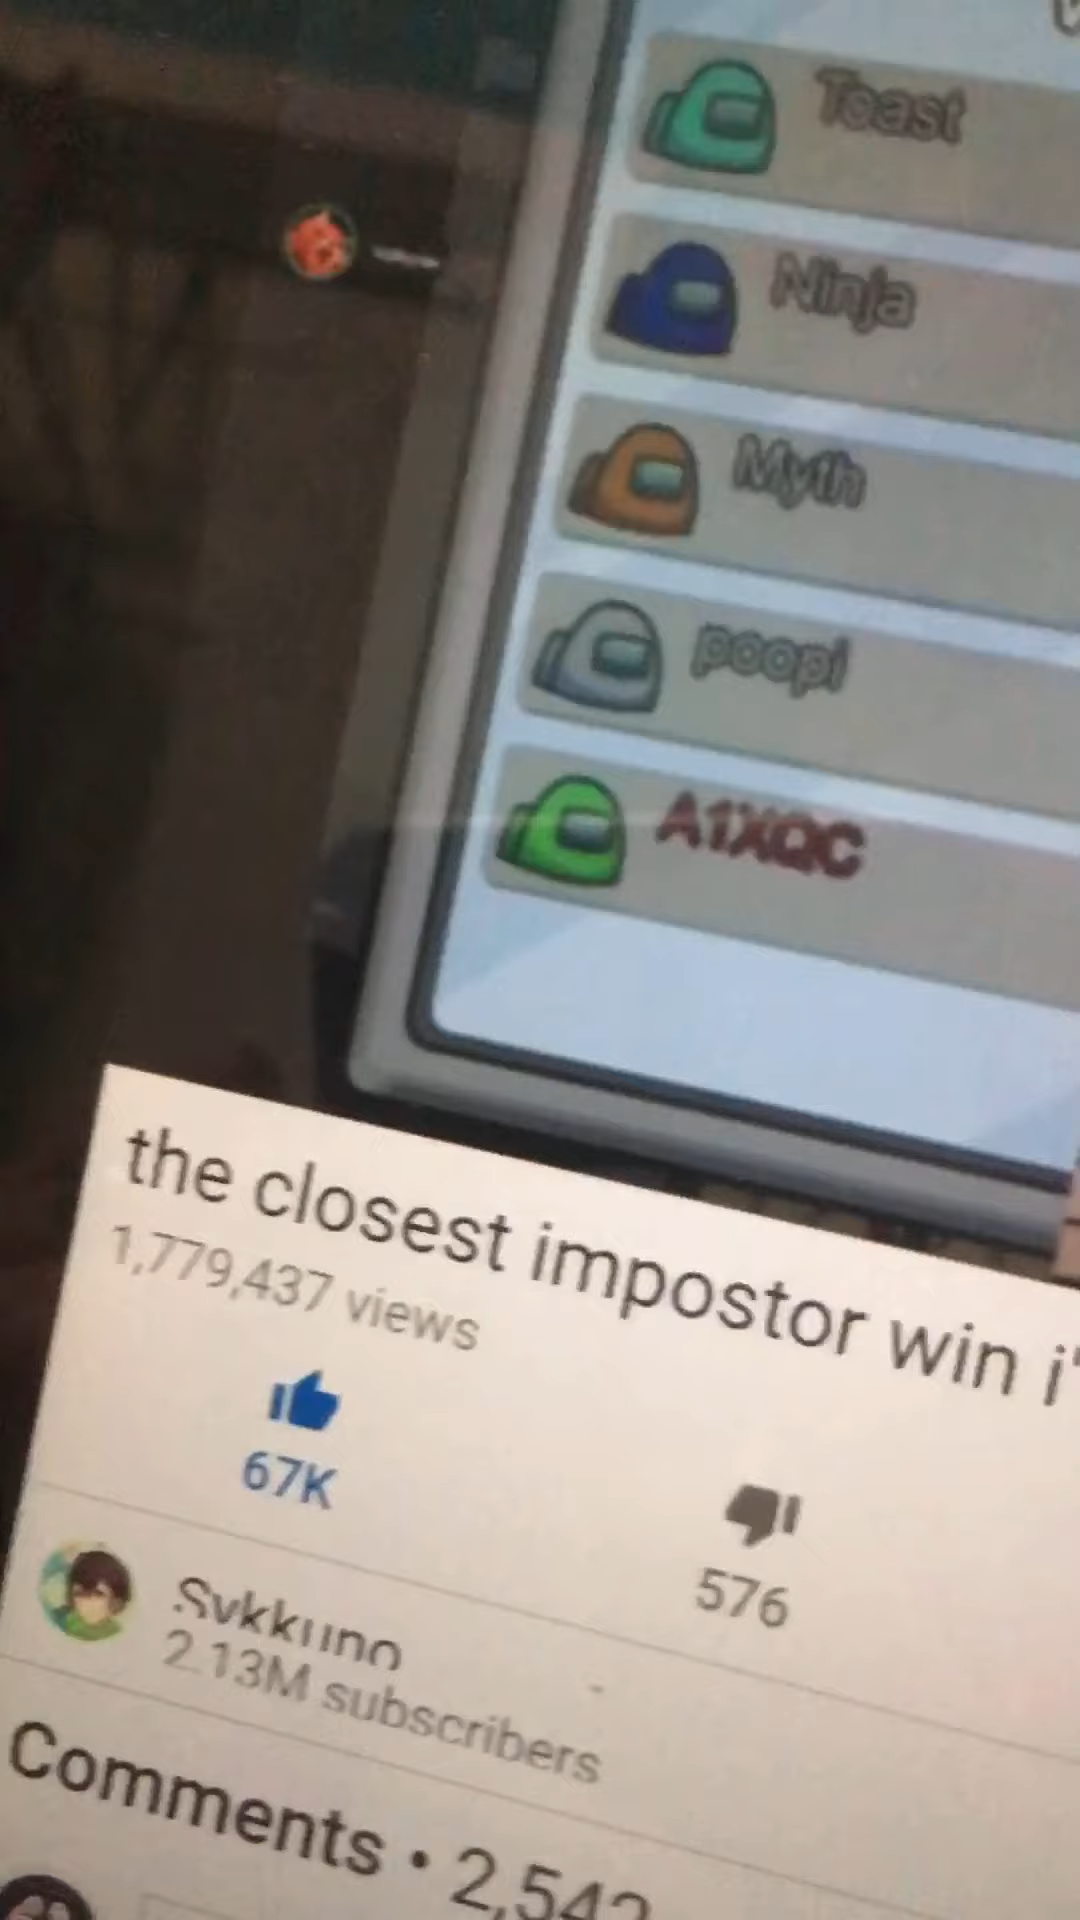 Toast
Ninja
Myth
poopi
A1XQC
the closest impostor win
1,779,437 views
67K
576
Sykkuno
2.13M subscribers
Comments • 2,542